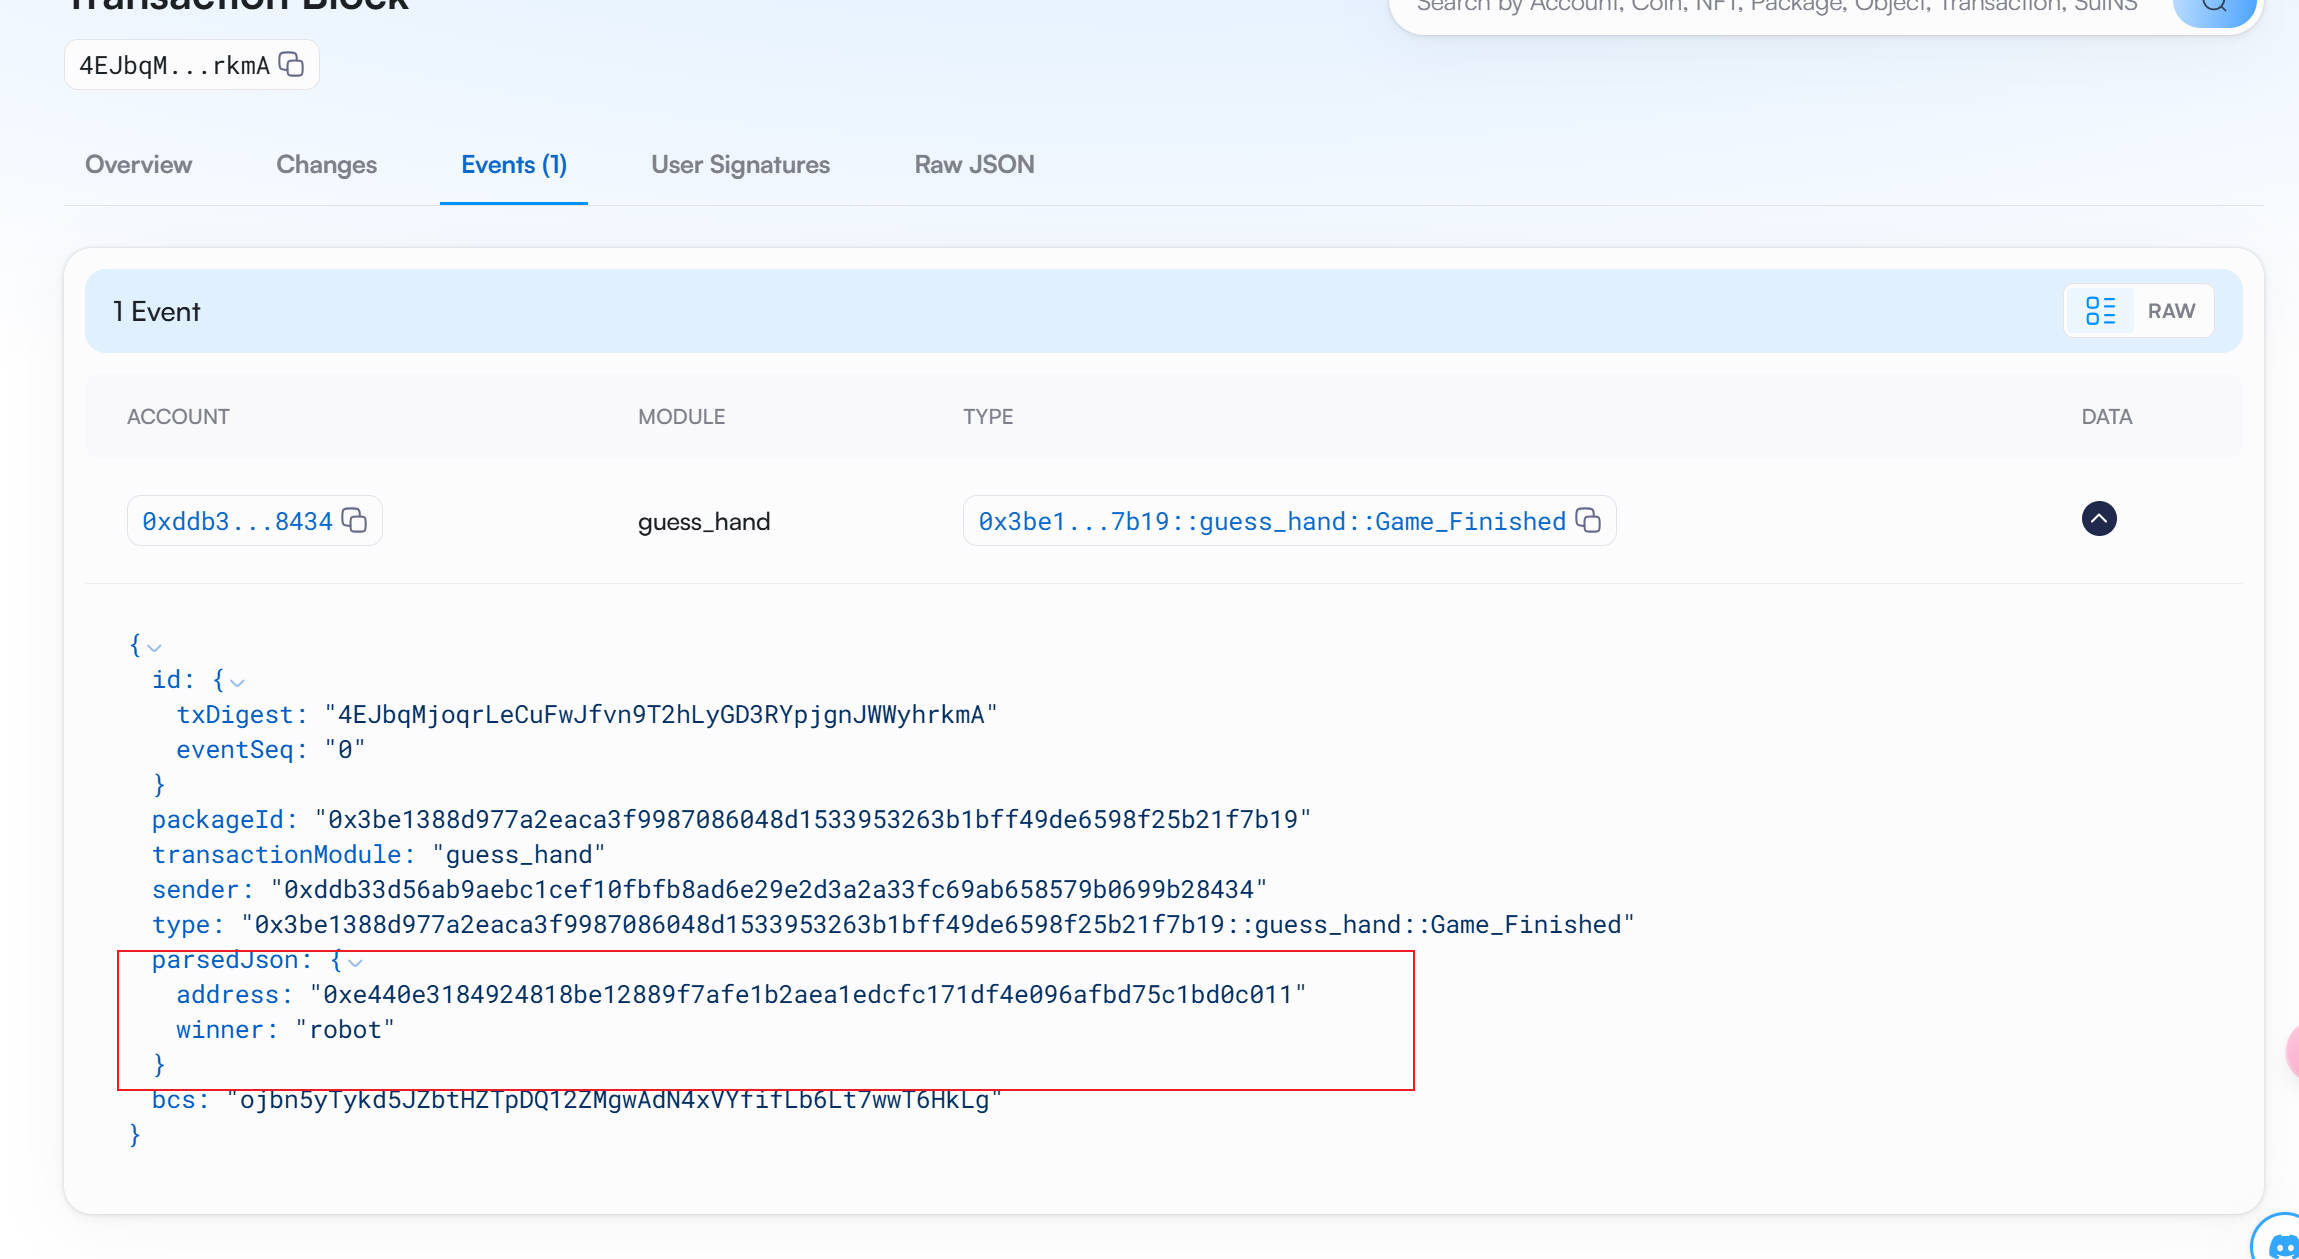 Transaction Block
Search by Account, Coin, NFT, Package, Object, Transaction, SuiNS
4EJbqM...rkmA
Overview
Changes
Events (1)
User Signatures
Raw JSON
1 Event
RAW
ACCOUNT
MODULE
TYPE
DATA
0xddb3...8434
guess_hand
0x3be1...7b19::guess_hand::Game_Finished
{
id: {
txDigest: "4EJbqMjoqrLeCuFwJfvn9T2hLyGD3RYpjgnJWWyhrkmA"
eventSeq: "0"
}
packageId: "0x3be1388d977a2eaca3f9987086048d1533953263b1bff49de6598f25b21f7b19"
transactionModule: "guess_hand"
sender: "0xddb33d56ab9aebc1cef10fbfb8ad6e29e2d3a2a33fc69ab658579b0699b28434"
type: "0x3be1388d977a2eaca3f9987086048d1533953263b1bff49de6598f25b21f7b19::guess_hand::Game_Finished"
parsedJson: {
address: "0xe440e3184924818be12889f7afe1b2aea1edcfc171df4e096afbd75c1bd0c011"
winner: "robot"
}
bcs: "ojbn5yTykd5JZbtHZTpDQ12ZMgwAdN4xVYfifLb6Lt7wwT6HkLg"
}